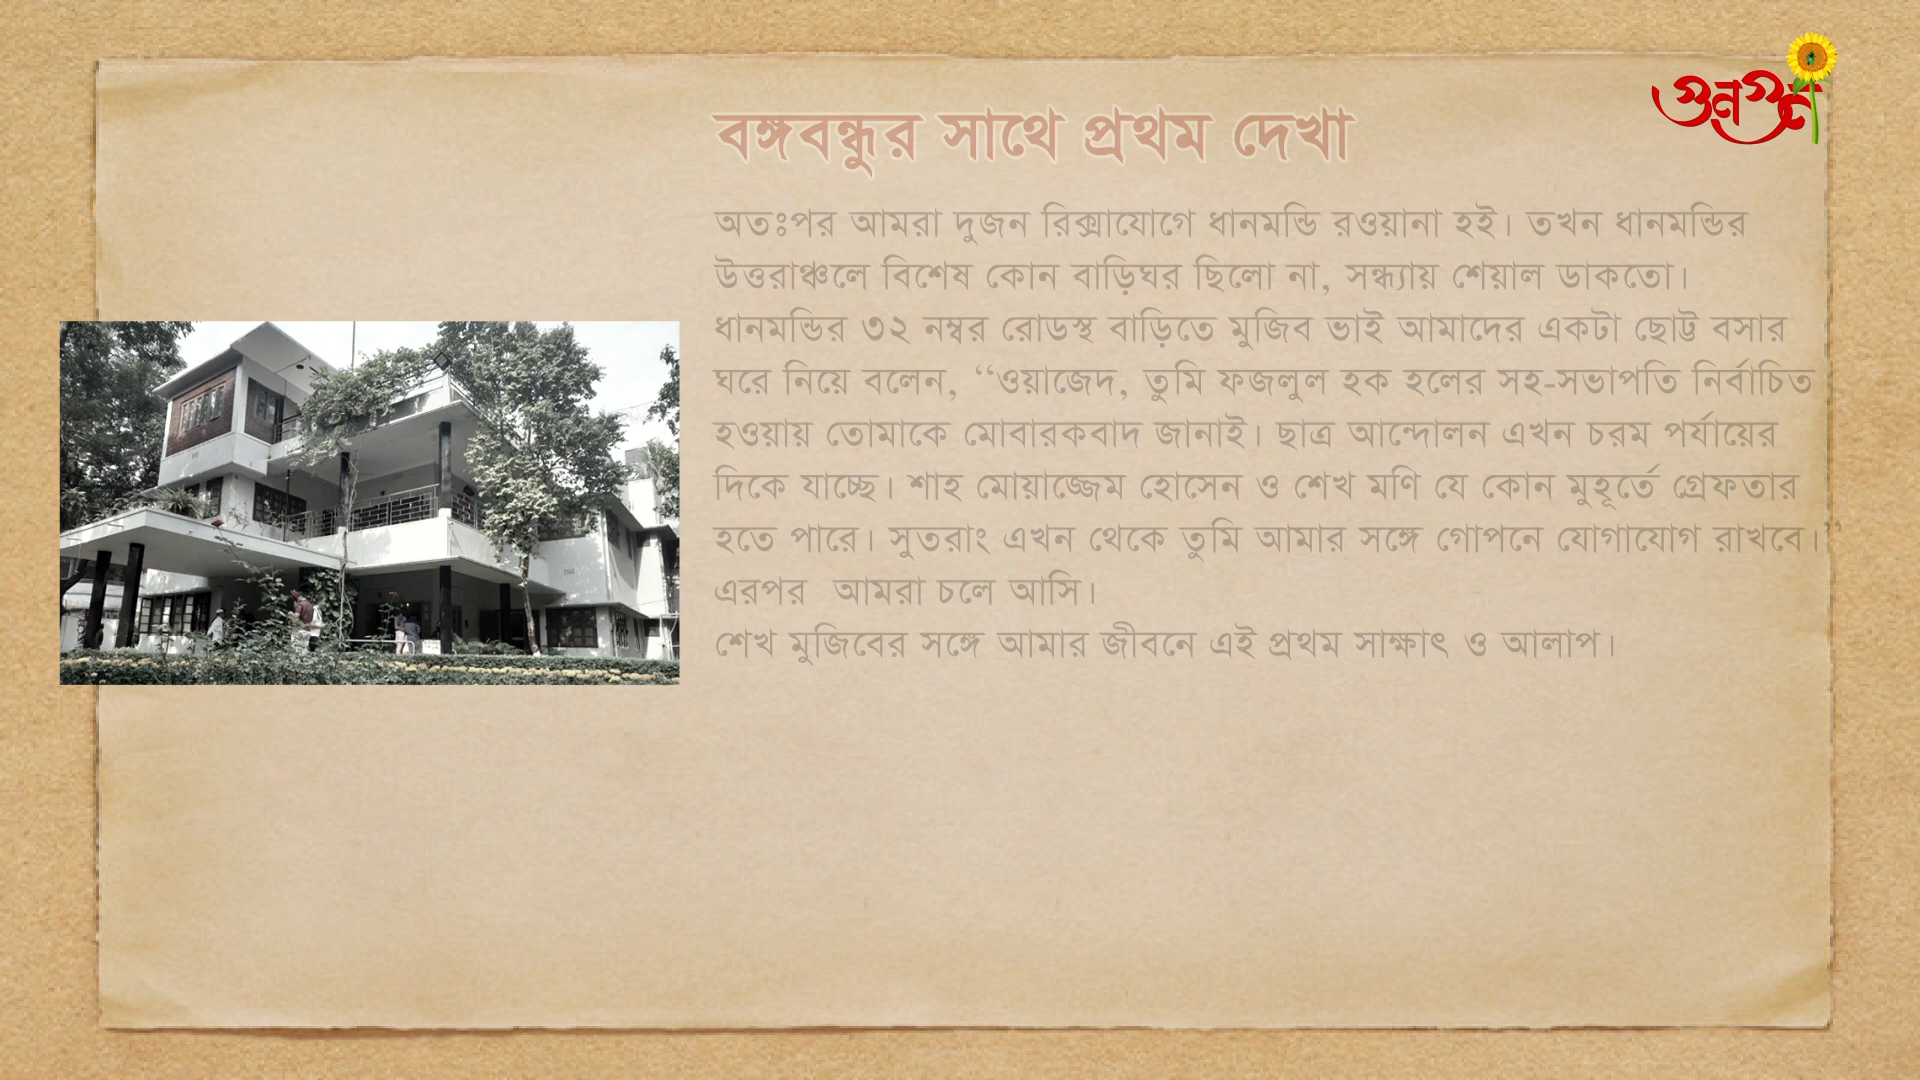 গুনগুন
বঙ্গবন্ধুর সাথে প্রথম দেখা
অতঃপর আমরা দুজন রিক্সাযোগে ধানমন্ডি রওয়ানা হই। তখন ধানমন্ডির
উত্তরাঞ্চলে বিশেষ কোন বাড়িঘর ছিলো না, সন্ধ্যায় শেয়াল ডাকতো।
ধানমন্ডির ৩২ নম্বর রোডস্থ বাড়িতে মুজিব ভাই আমাদের একটা ছোট্ট বসার
ঘরে নিয়ে বলেন, “ওয়াজেদ, তুমি ফজলুল হক হলের সহ-সভাপতি নির্বাচিত
হওয়ায় তোমাকে মোবারকবাদ জানাই। ছাত্র আন্দোলন এখন চরম পর্যায়ের
দিকে যাচ্ছে। শাহ মোয়াজ্জেম হোসেন ও শেখ মণি যে কোন মুহূর্তে গ্রেফতার
হতে পারে। সুতরাং এখন থেকে তুমি আমার সঙ্গে গোপনে যোগাযোগ রাখবে।”
এরপর আমরা চলে আসি।
শেখ মুজিবের সঙ্গে আমার জীবনে এই প্রথম সাক্ষাৎ ও আলাপ।